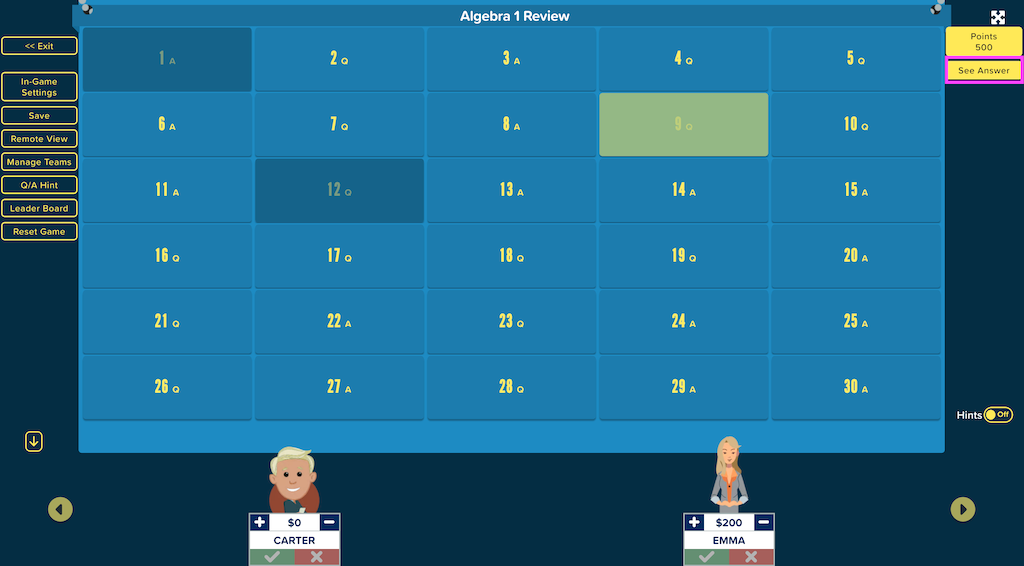 Algebra 1 Review
<< Exit
In-Game
Settings
Save
Remote View
Manage Teams
Q/A Hint
Leader Board
Reset Game
1 A
2 Q
3 A
4 Q
5 Q
6 A
7 Q
8 A
9 Q
10 Q
11 A
12 Q
13 A
14 A
15 A
16 Q
17 Q
18 Q
19 Q
20 A
21 Q
22 A
23 Q
24 A
25 A
26 Q
27 A
28 Q
29 A
30 A
Points
500
See Answer
Hints Off
+ $0 −
CARTER
+ $200 −
EMMA